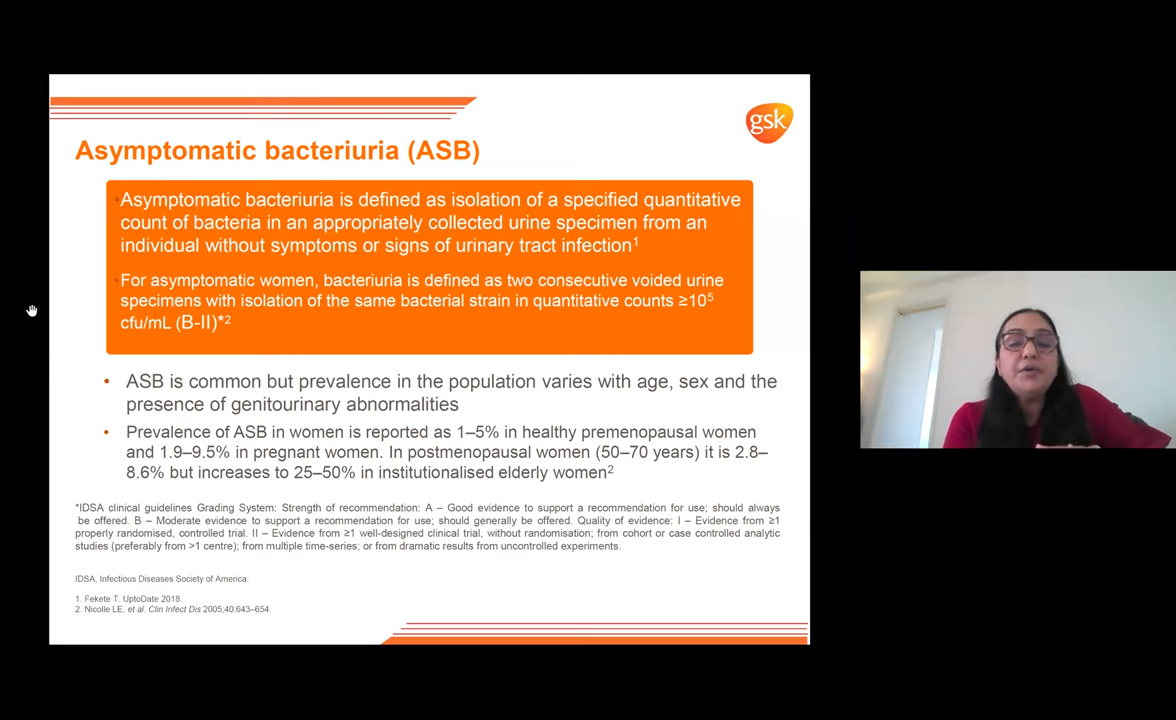 gsk
Asymptomatic bacteriuria (ASB)
•Asymptomatic bacteriuria is defined as isolation of a specified quantitative
count of bacteria in an appropriately collected urine specimen from an
individual without symptoms or signs of urinary tract infection¹
•For asymptomatic women, bacteriuria is defined as two consecutive voided urine
specimens with isolation of the same bacterial strain in quantitative counts ≥10⁵
cfu/mL (B-II)*²
• ASB is common but prevalence in the population varies with age, sex and the
presence of genitourinary abnormalities
• Prevalence of ASB in women is reported as 1–5% in healthy premenopausal women
and 1.9–9.5% in pregnant women. In postmenopausal women (50–70 years) it is 2.8–
8.6% but increases to 25–50% in institutionalised elderly women²
*IDSA clinical guidelines Grading System: Strength of recommendation: A – Good evidence to support a recommendation for use; should always
be offered. B – Moderate evidence to support a recommendation for use; should generally be offered. Quality of evidence: I – Evidence from ≥1
properly randomised, controlled trial. II – Evidence from ≥1 well-designed clinical trial, without randomisation; from cohort or case controlled analytic
studies (preferably from >1 centre); from multiple time-series; or from dramatic results from uncontrolled experiments.
IDSA, Infectious Diseases Society of America.
1. Fekete T. UptoDate 2018.
2. Nicolle LE, et al. Clin Infect Dis 2005;40:643–654.